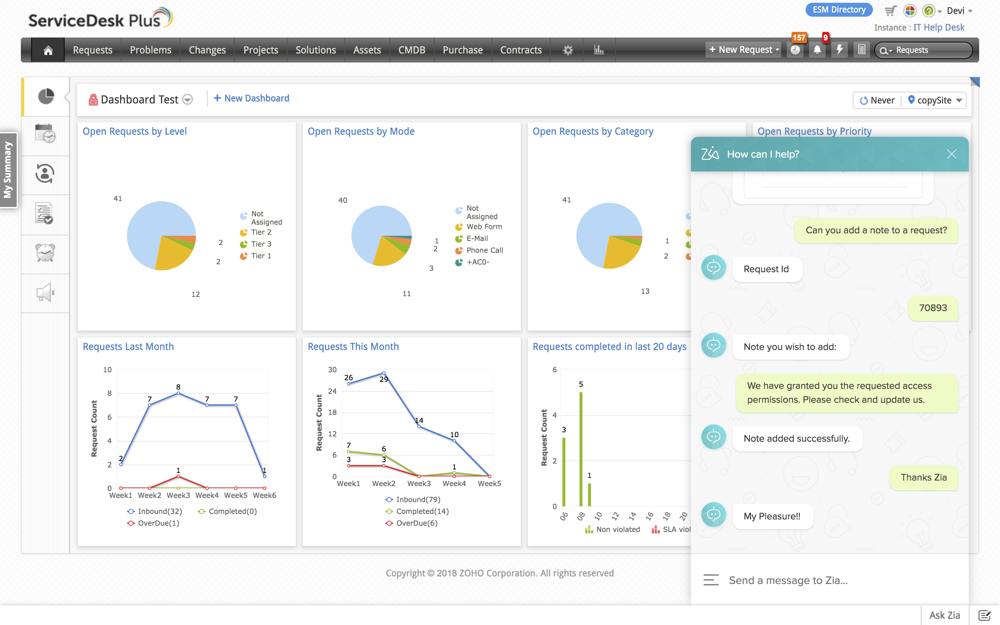 ServiceDesk Plus
ESM Directory
Devi
Instance : IT Help Desk
Requests
Problems
Changes
Projects
Solutions
Assets
CMDB
Purchase
Contracts
+ New Request
157
9
Requests
My Summary
Dashboard Test
+ New Dashboard
Never
copySite
Open Requests by Level
41
2
2
12
Not
Assigned
Tier 2
Tier 3
Tier 1
Open Requests by Mode
40
1
2
3
11
Not
Assigned
Web Form
E-Mail
Phone Call
+AC0-
Open Requests by Category
41
1
2
13
Open Requests by Priority
Requests Last Month
Request Count
10
8
6
4
2
0
2
7
8
7
7
1
1
Week1
Week2
Week3
Week4
Week5
Week6
Inbound(32)
Completed(0)
OverDue(1)
Requests This Month
Request Count
30
24
18
12
6
0
26
29
14
10
7
6
1
3
3
Week1
Week2
Week3
Week4
Week5
Inbound(79)
Completed(14)
OverDue(6)
Requests completed in last 20 days
Request Count
6
4
2
0
3
5
1
06
08
10
12
14
16
18
20
Non violated
SLA viol
Zia
How can I help?
Can you add a note to a request?
Request Id
70893
Note you wish to add:
We have granted you the requested access
permissions. Please check and update us.
Note added successfully.
Thanks Zia
My Pleasure!!
Send a message to Zia...
Copyright © 2018 ZOHO Corporation. All rights reserved
Ask Zia